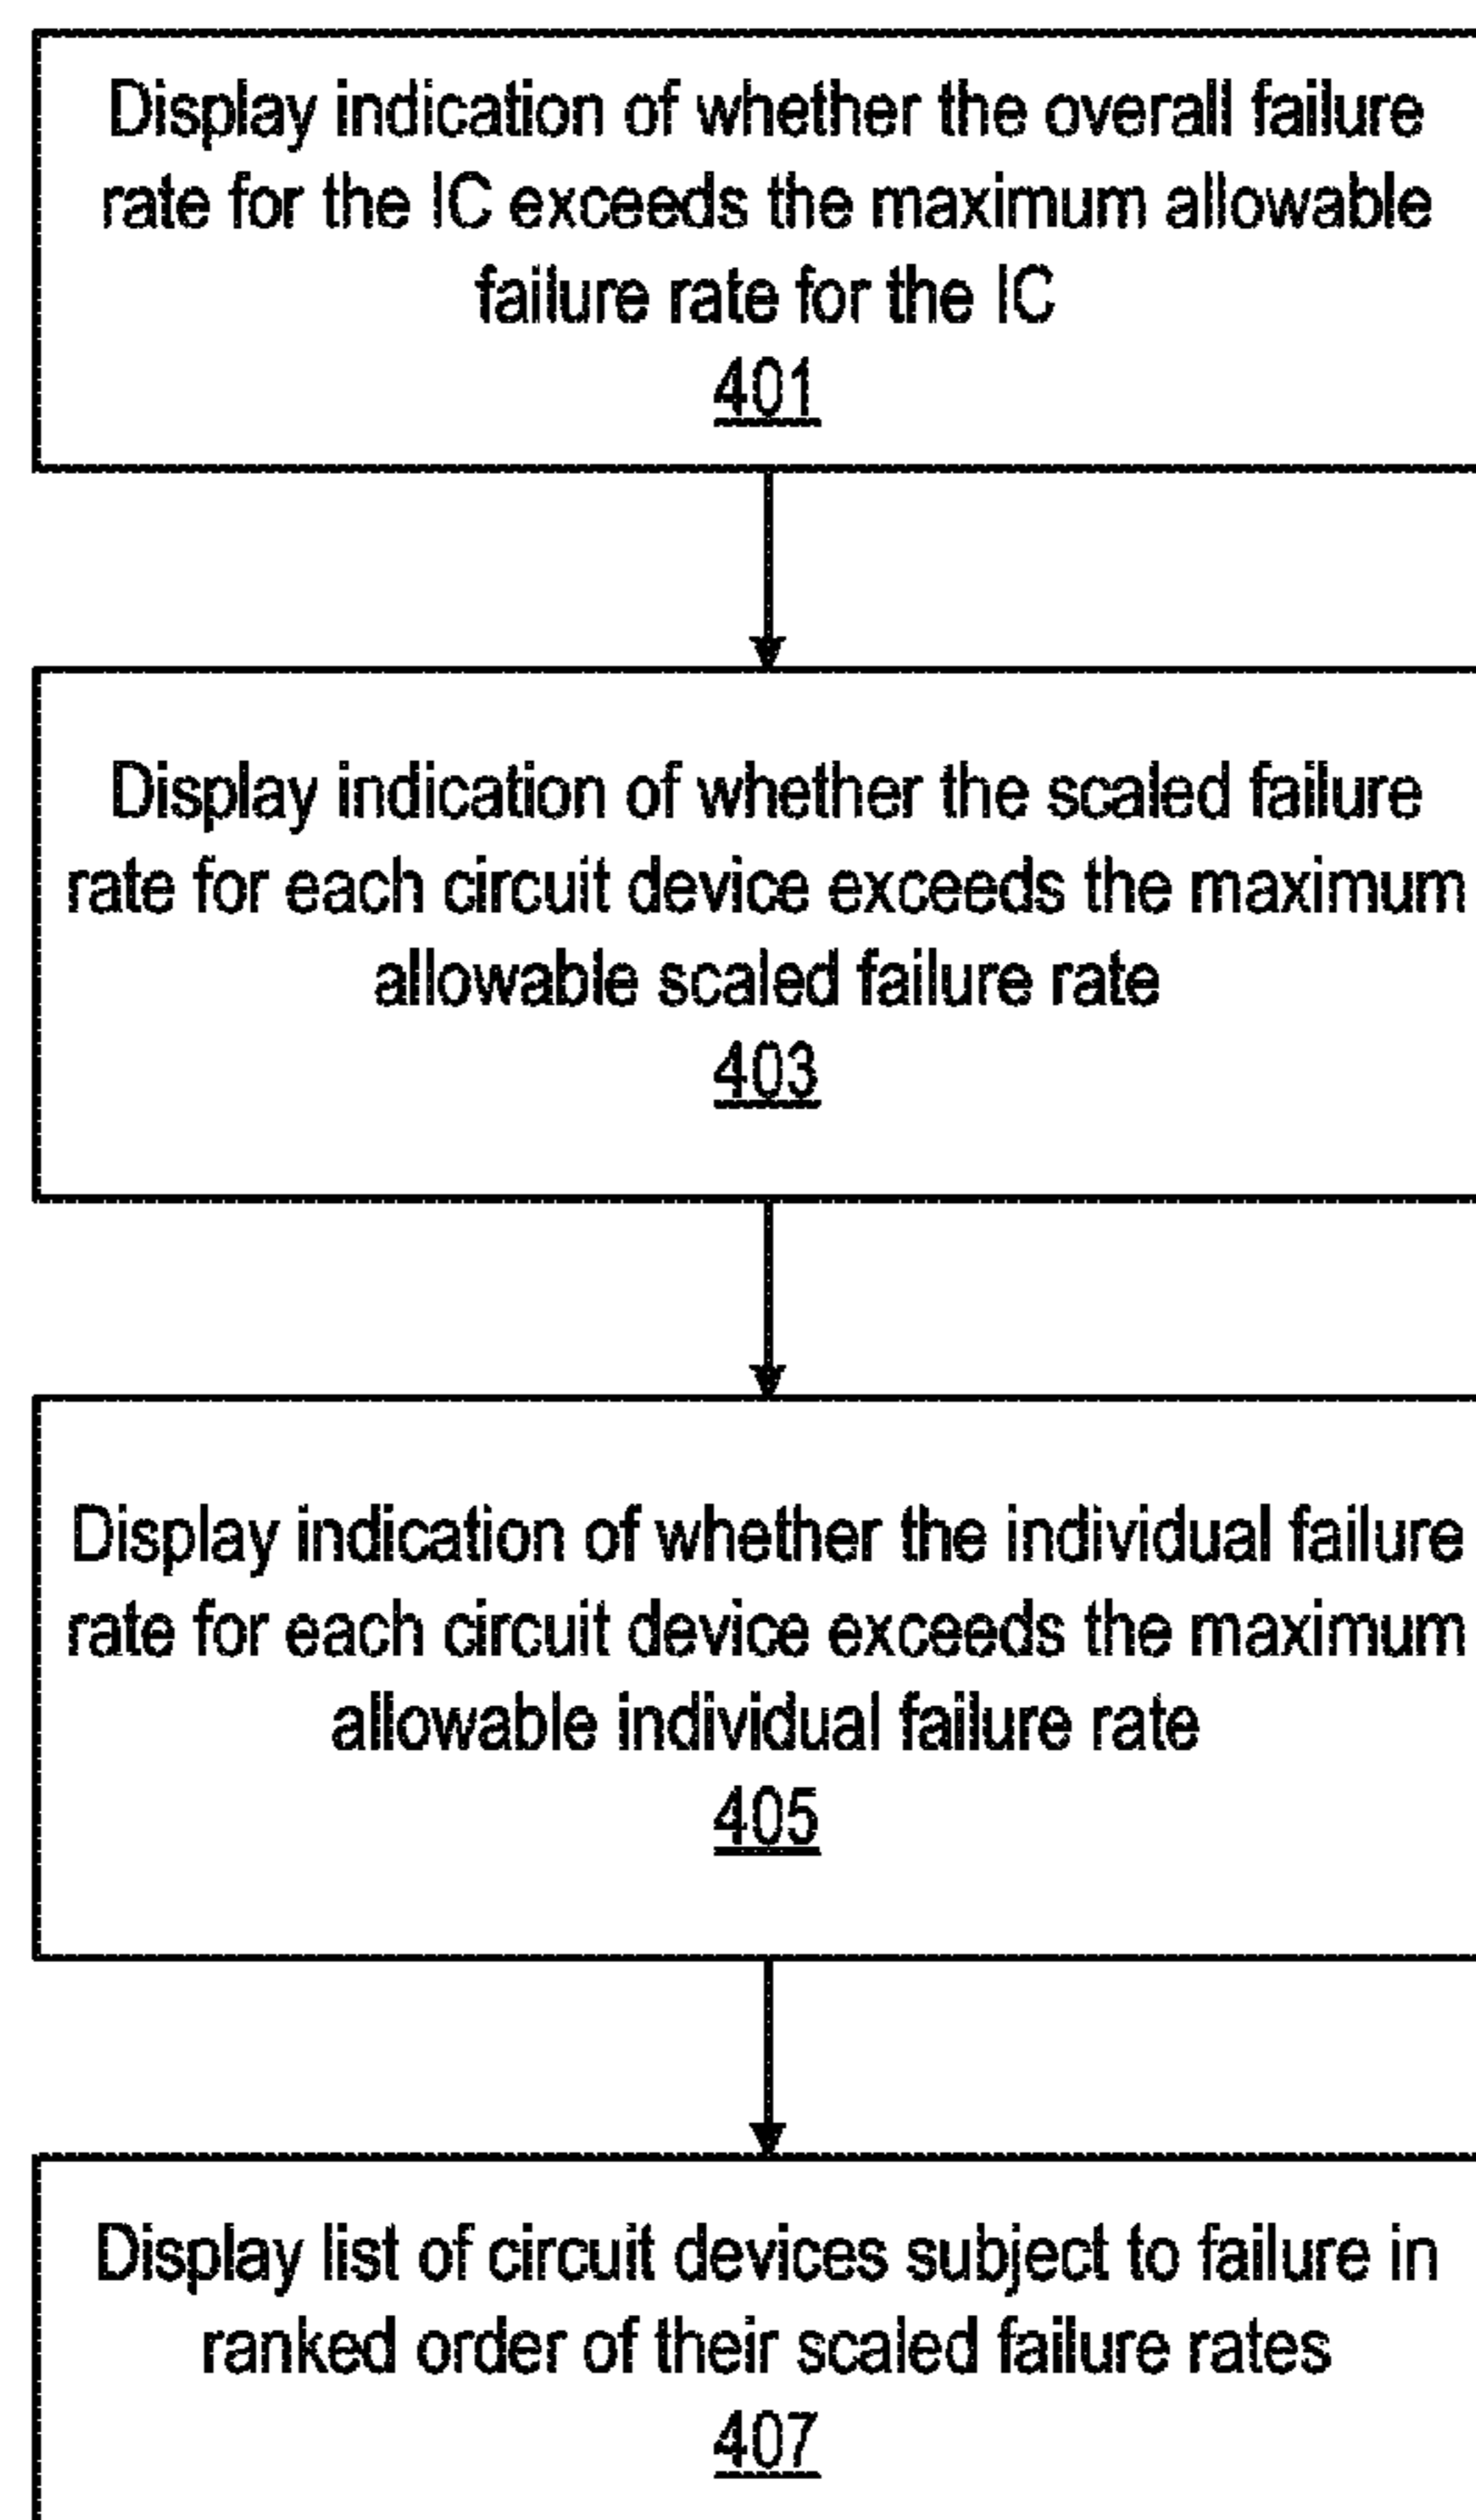 Display indication of whether the overall failure
rate for the IC exceeds the maximum allowable
failure rate for the IC
401
Display indication of whether the scaled failure
rate for each circuit device exceeds the maximum
allowable scaled failure rate
403
Display indication of whether the individual failure
rate for each circuit device exceeds the maximum
allowable individual failure rate
405
Display list of circuit devices subject to failure in
ranked order of their scaled failure rates
407